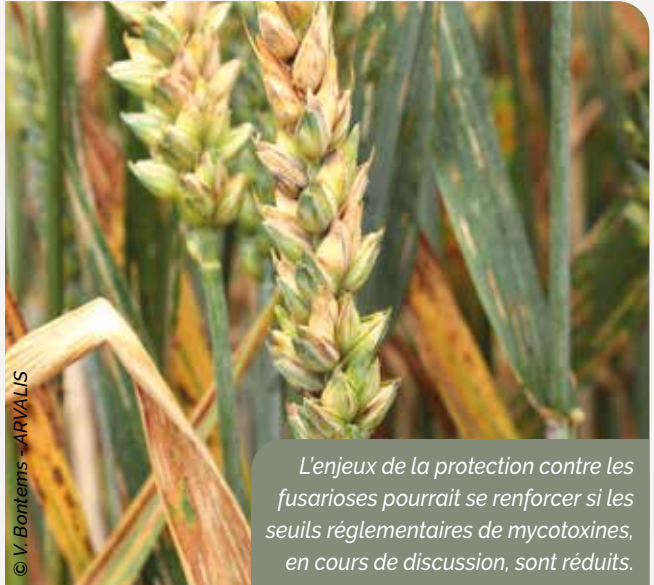 © V. Bontems - ARVALIS
L'enjeux de la protection contre les
fusarioses pourrait se renforcer si les
seuils réglementaires de mycotoxines,
en cours de discussion, sont réduits.